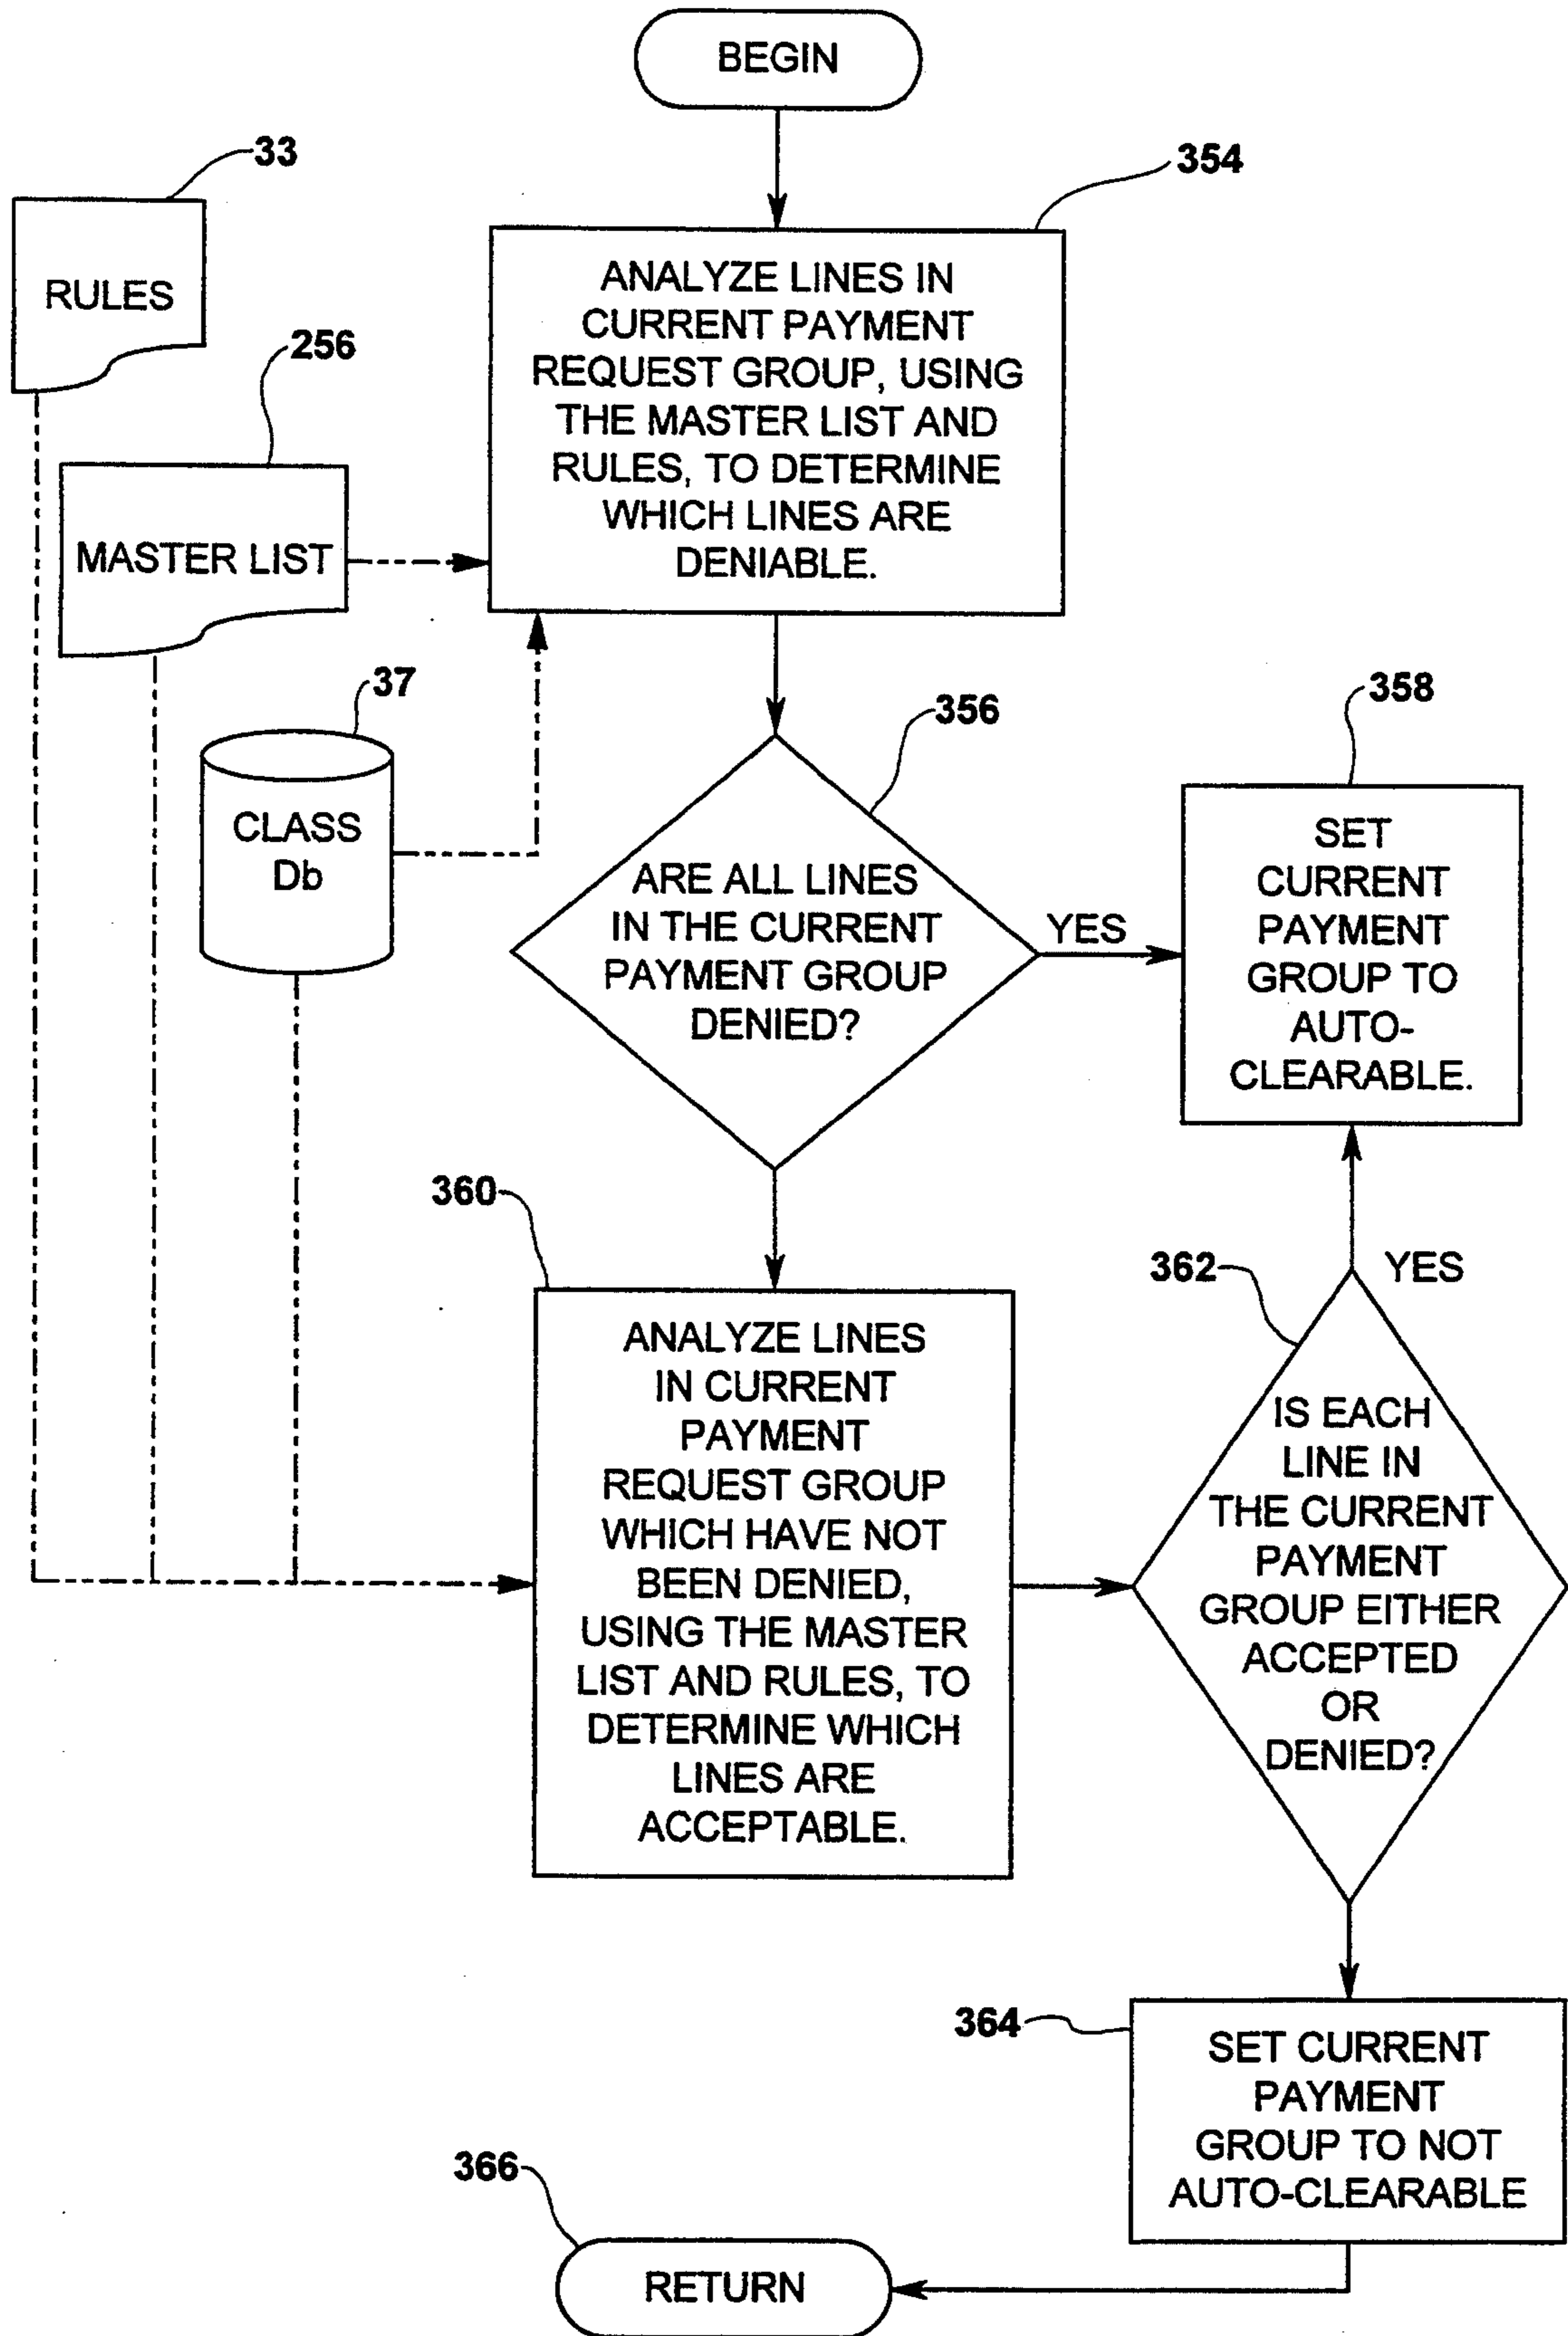 BEGIN
33
354
RULES
ANALYZE LINES IN
CURRENT PAYMENT
REQUEST GROUP, USING
THE MASTER LIST AND
RULES, TO DETERMINE
WHICH LINES ARE
DENIABLE.
256
MASTER LIST
37
CLASS
Db
356
ARE ALL LINES
IN THE CURRENT
PAYMENT GROUP
DENIED?
YES
358
SET
CURRENT
PAYMENT
GROUP TO
AUTO-
CLEARABLE.
360
ANALYZE LINES
IN CURRENT
PAYMENT
REQUEST GROUP
WHICH HAVE NOT
BEEN DENIED,
USING THE MASTER
LIST AND RULES, TO
DETERMINE WHICH
LINES ARE
ACCEPTABLE.
362
YES
IS EACH
LINE IN
THE CURRENT
PAYMENT
GROUP EITHER
ACCEPTED
OR
DENIED?
364
SET CURRENT
PAYMENT
GROUP TO NOT
AUTO-CLEARABLE
366
RETURN